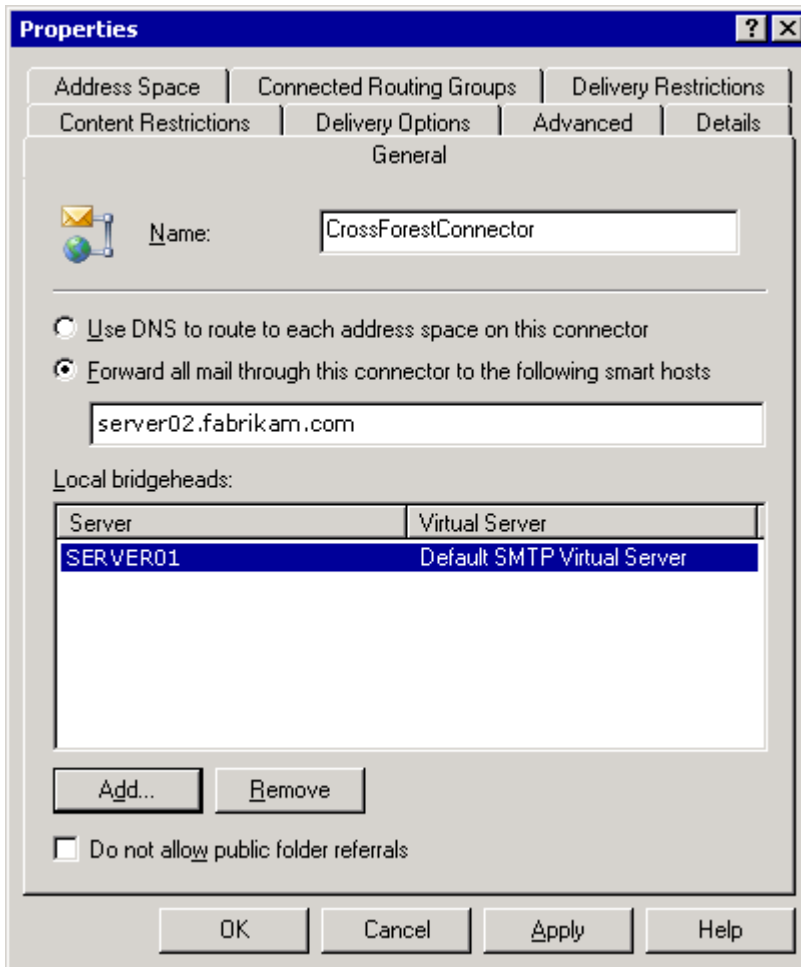 Properties
Address Space Connected Routing Groups Delivery Restrictions
Content Restrictions Delivery Options Advanced Details
General
Name: CrossForestConnector
Use DNS to route to each address space on this connector
Forward all mail through this connector to the following smart hosts
server02.fabrikam.com
Local bridgeheads:
Server Virtual Server
SERVER01 Default SMTP Virtual Server
Add... Remove
Do not allow public folder referrals
OK Cancel Apply Help